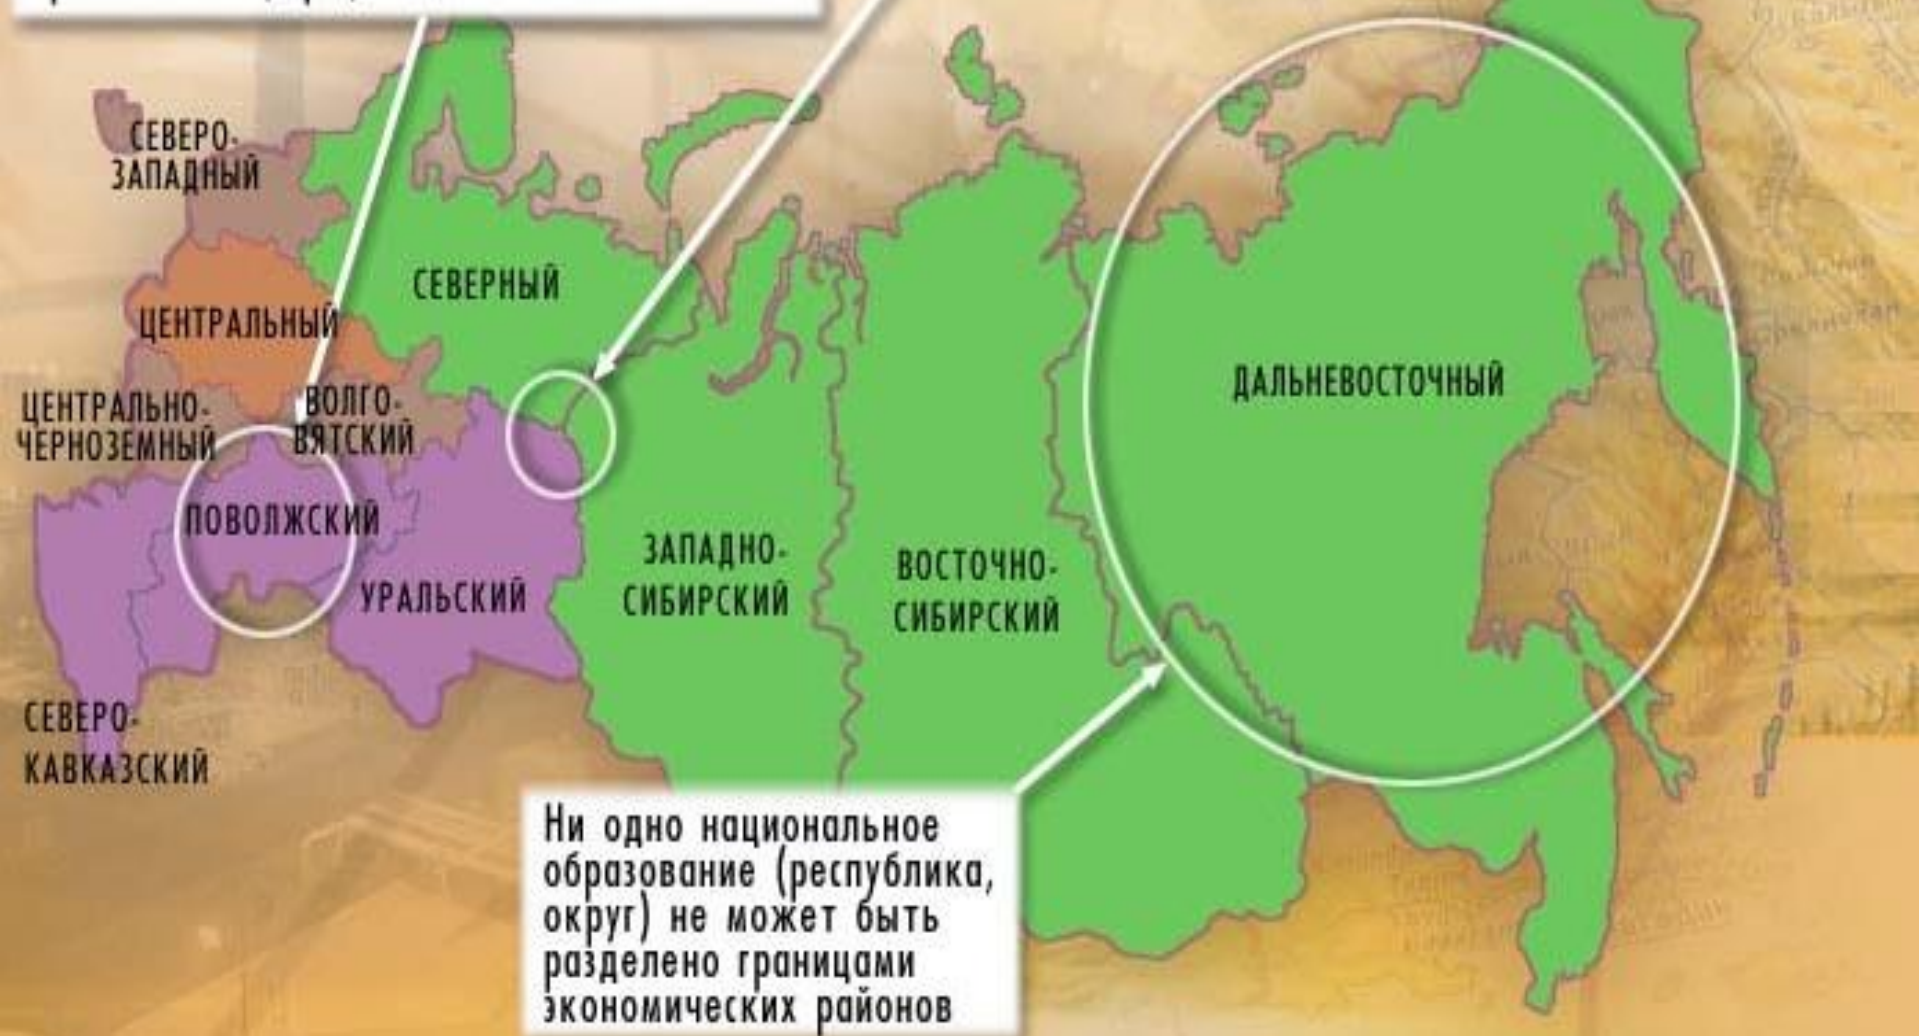 СЕВЕРО-
ЗАПАДНЫЙ
СЕВЕРНЫЙ
ЦЕНТРАЛЬНЫЙ
ЦЕНТРАЛЬНО-
ЧЕРНОЗЕМНЫЙ
ВОЛГО-
ВЯТСКИЙ
ДАЛЬНЕВОСТОЧНЫЙ
ПОВОЛЖСКИЙ
УРАЛЬСКИЙ
ЗАПАДНО-
СИБИРСКИЙ
ВОСТОЧНО-
СИБИРСКИЙ
СЕВЕРО-
КАВКАЗСКИЙ
Ни одно национальное
образование (республика,
округ) не может быть
разделено границами
экономических районов